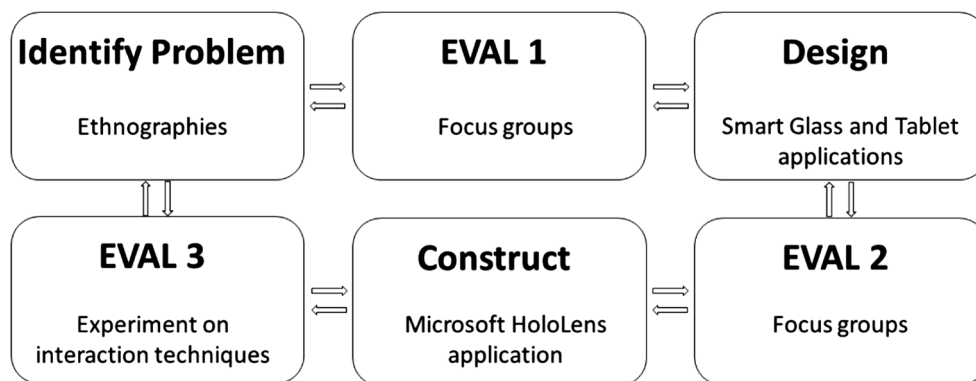 Identify Problem
Ethnographies
EVAL 1
Focus groups
Design
Smart Glass and Tablet
applications
EVAL 3
Experiment on
interaction techniques
Construct
Microsoft HoloLens
application
EVAL 2
Focus groups